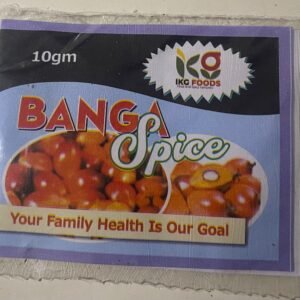 10gm
ikg
IKG FOODS
BANGA
Spice
Your Family Health Is Our Goal